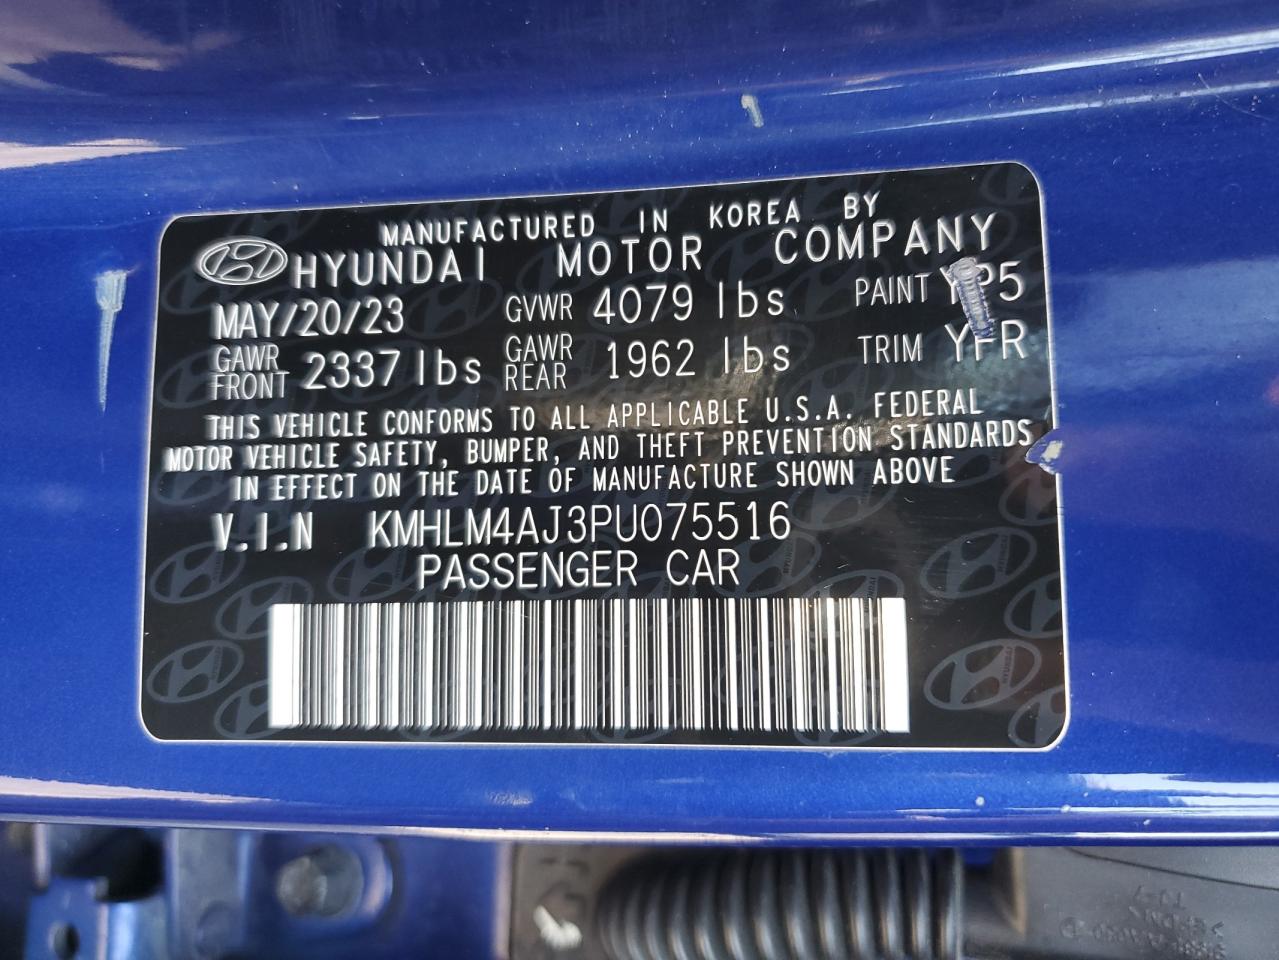 MANUFACTURED IN KOREA BY
HYUNDAI MOTOR COMPANY
MAY/20/23 GVWR 4079 lbs PAINT YP5
GAWR FRONT 2337 lbs GAWR REAR 1962 lbs TRIM YFR
THIS VEHICLE CONFORMS TO ALL APPLICABLE U.S.A. FEDERAL
MOTOR VEHICLE SAFETY, BUMPER, AND THEFT PREVENTION STANDARDS
IN EFFECT ON THE DATE OF MANUFACTURE SHOWN ABOVE
V.I.N KMHLM4AJ3PU075516
PASSENGER CAR